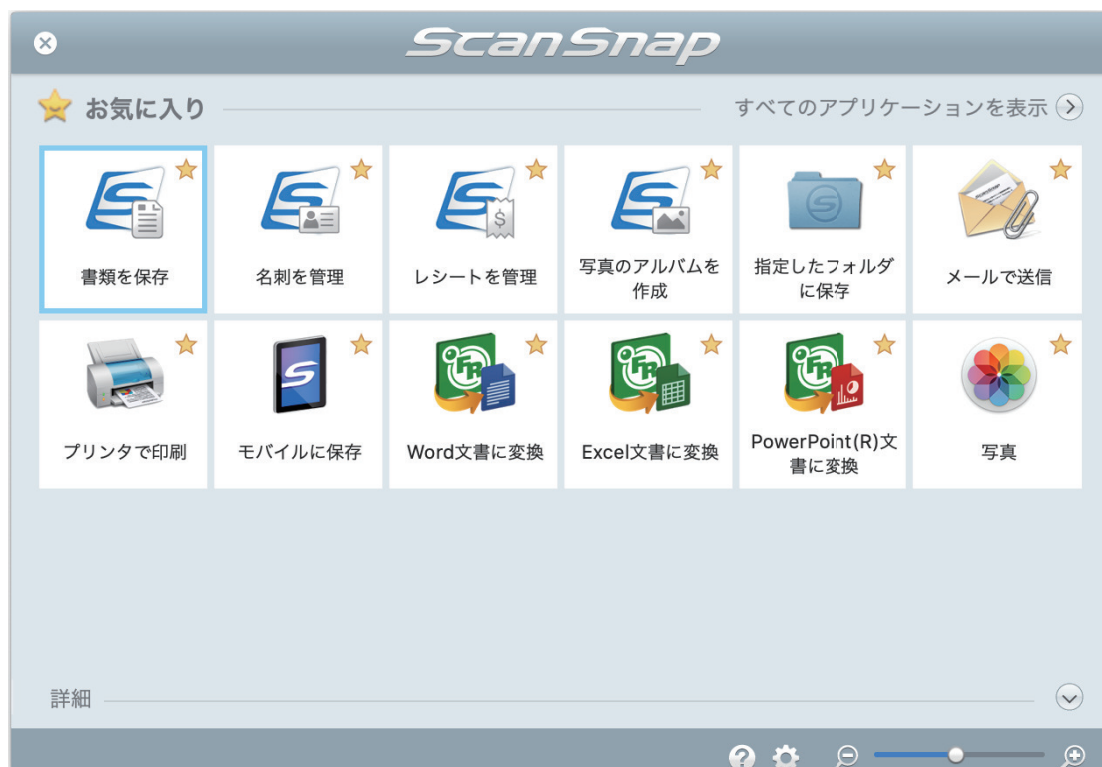 ScanSnap
お気に入り
すべてのアプリケーションを表示
書類を保存
名刺を管理
レシートを管理
写真のアルバムを
作成
指定したフォルダ
に保存
メールで送信
プリンタで印刷
モバイルに保存
Word文書に変換
Excel文書に変換
PowerPoint(R)文
書に変換
写真
詳細